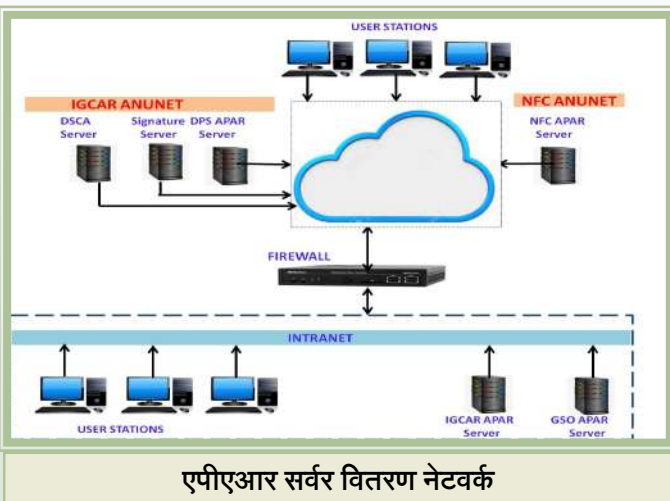 USER STATIONS
IGCAR ANUNET
NFC ANUNET
DSCA
Server
Signature
Server
DPS APAR
Server
NFC APAR
Server
FIREWALL
INTRANET
USER STATIONS
IGCAR APAR
Server
GSO APAR
Server
एपीएआर सर्वर वितरण नेटवर्क